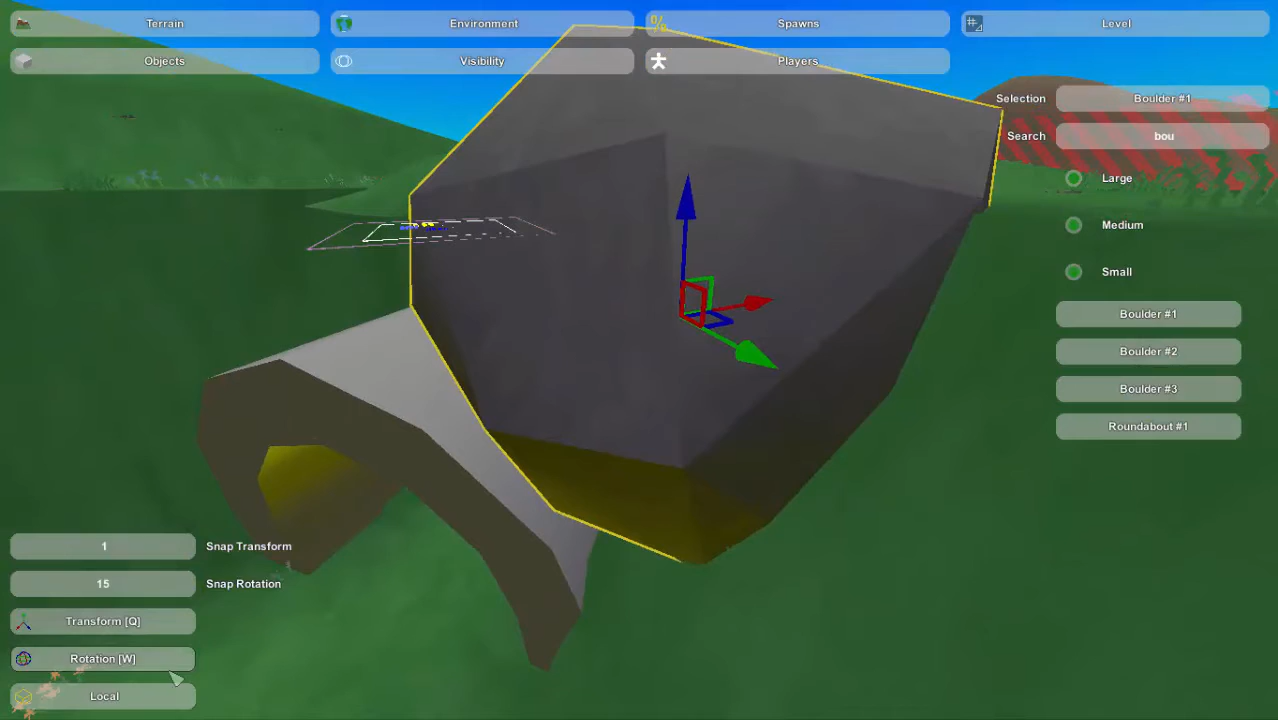 Terrain
Environment
Spawns
Level
Objects
Visibility
Players
Selection
Boulder #1
Search
bou
Large
Medium
Small
Boulder #1
Boulder #2
Boulder #3
Roundabout #1
1
Snap Transform
15
Snap Rotation
Transform [Q]
Rotation [W]
Local